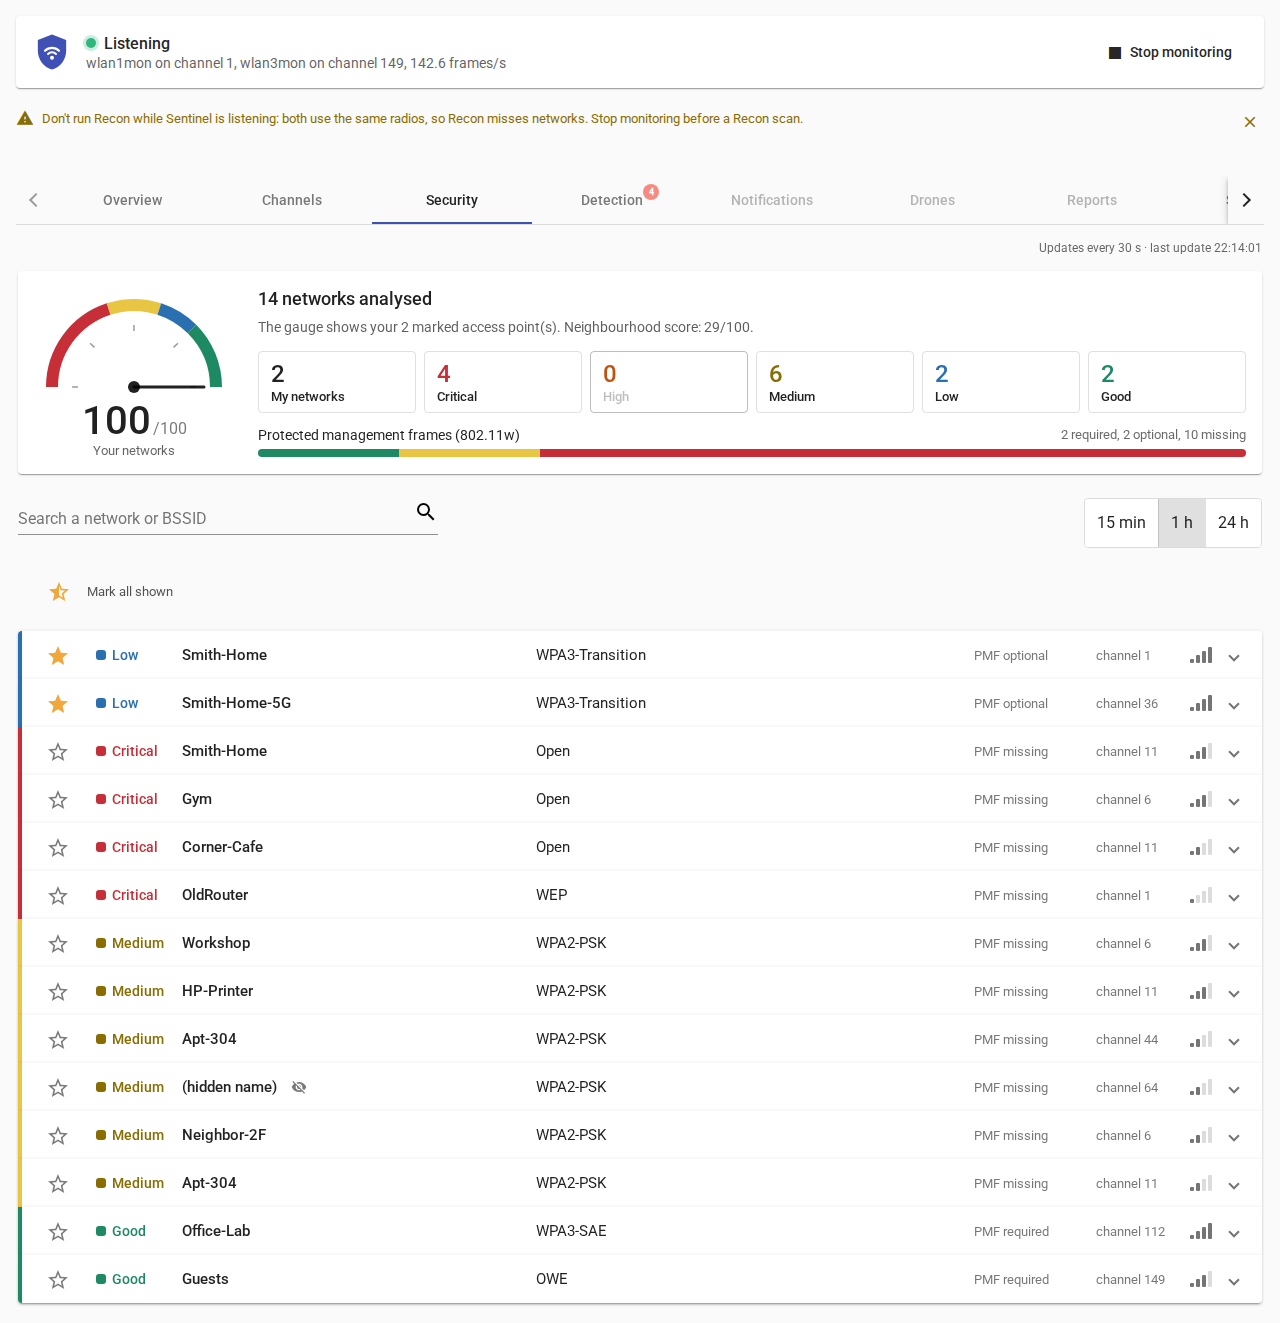 Listening
wlan1mon on channel 1, wlan3mon on channel 149, 142.6 frames/s
Stop monitoring
Don't run Recon while Sentinel is listening: both use the same radios, so Recon misses networks. Stop monitoring before a Recon scan.
Overview Channels Security Detection 4 Notifications Drones Reports
Updates every 30 s · last update 22:14:01
14 networks analysed
The gauge shows your 2 marked access point(s). Neighbourhood score: 29/100.
100 /100
Your networks
2 4 0 6 2 2
My networks Critical High Medium Low Good
Protected management frames (802.11w) 2 required, 2 optional, 10 missing
Search a network or BSSID 15 min 1 h 24 h
Mark all shown
Low Smith-Home WPA3-Transition PMF optional channel 1
Low Smith-Home-5G WPA3-Transition PMF optional channel 36
Critical Smith-Home Open PMF missing channel 11
Critical Gym Open PMF missing channel 6
Critical Corner-Cafe Open PMF missing channel 11
Critical OldRouter WEP PMF missing channel 1
Medium Workshop WPA2-PSK PMF missing channel 6
Medium HP-Printer WPA2-PSK PMF missing channel 11
Medium Apt-304 WPA2-PSK PMF missing channel 44
Medium (hidden name) WPA2-PSK PMF missing channel 64
Medium Neighbor-2F WPA2-PSK PMF missing channel 6
Medium Apt-304 WPA2-PSK PMF missing channel 11
Good Office-Lab WPA3-SAE PMF required channel 112
Good Guests OWE PMF required channel 149